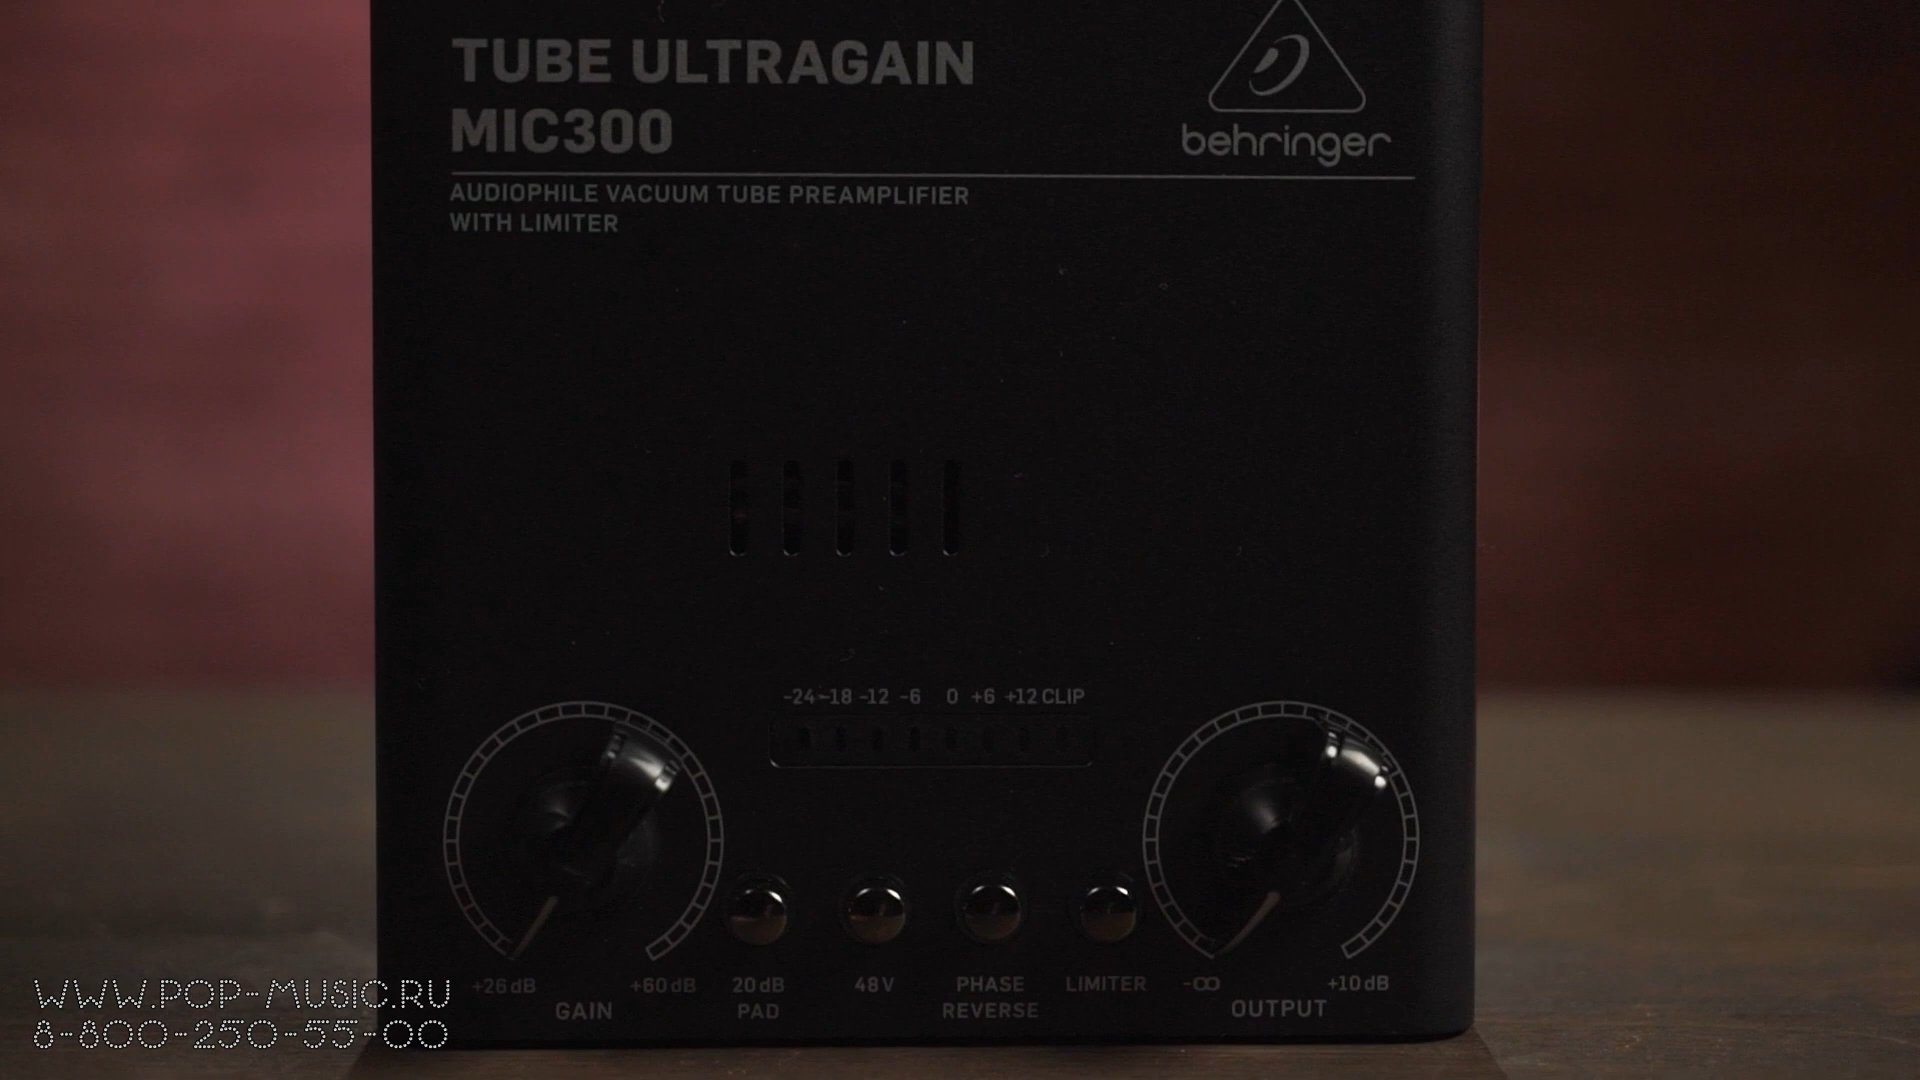 TUBE ULTRAGAIN
MIC300
behringer
AUDIOPHILE VACUUM TUBE PREAMPLIFIER
WITH LIMITER
-24 -18 -12 -6 0 +6 +12 CLIP
+26 dB +60 dB
GAIN
20 dB
PAD
48 V
PHASE
REVERSE
LIMITER
-∞ +10 dB
OUTPUT
WWW.POP-MUSIC.RU
8-800-250-55-00